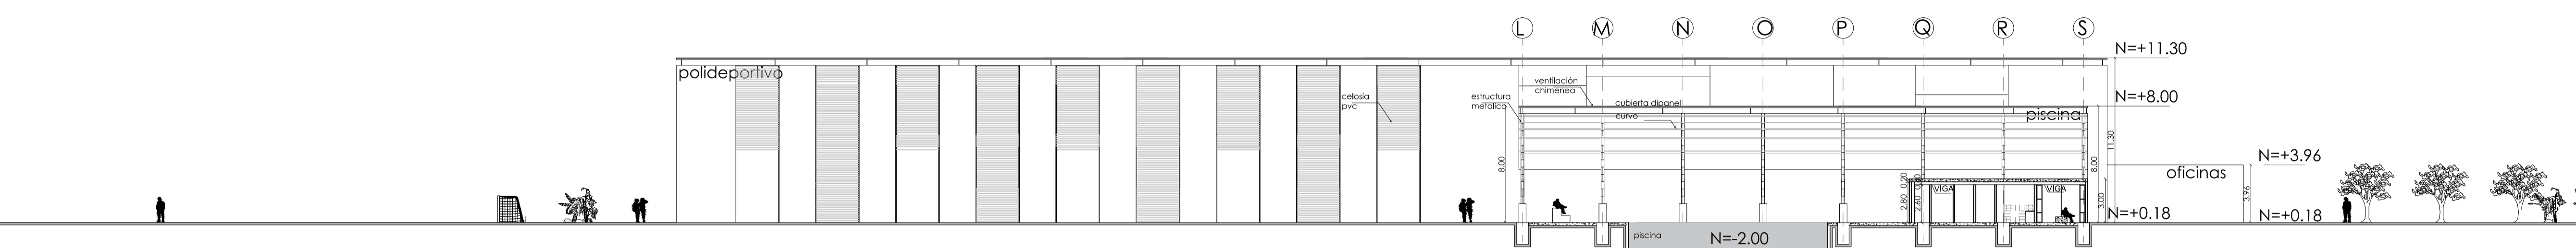 L M N O P Q R S
N=+11.30
polideportivo
ventilación
chimenea
celosía
pvc
estructura
metálica
cubierta dipanel
curvo
N=+8.00
piscina
11.30
8.00
8.00
N=+3.96
oficinas
0.20
2.80
2.60
VIGA
VIGA
3.00
3.96
N=+0.18
N=+0.18
piscina
N=-2.00